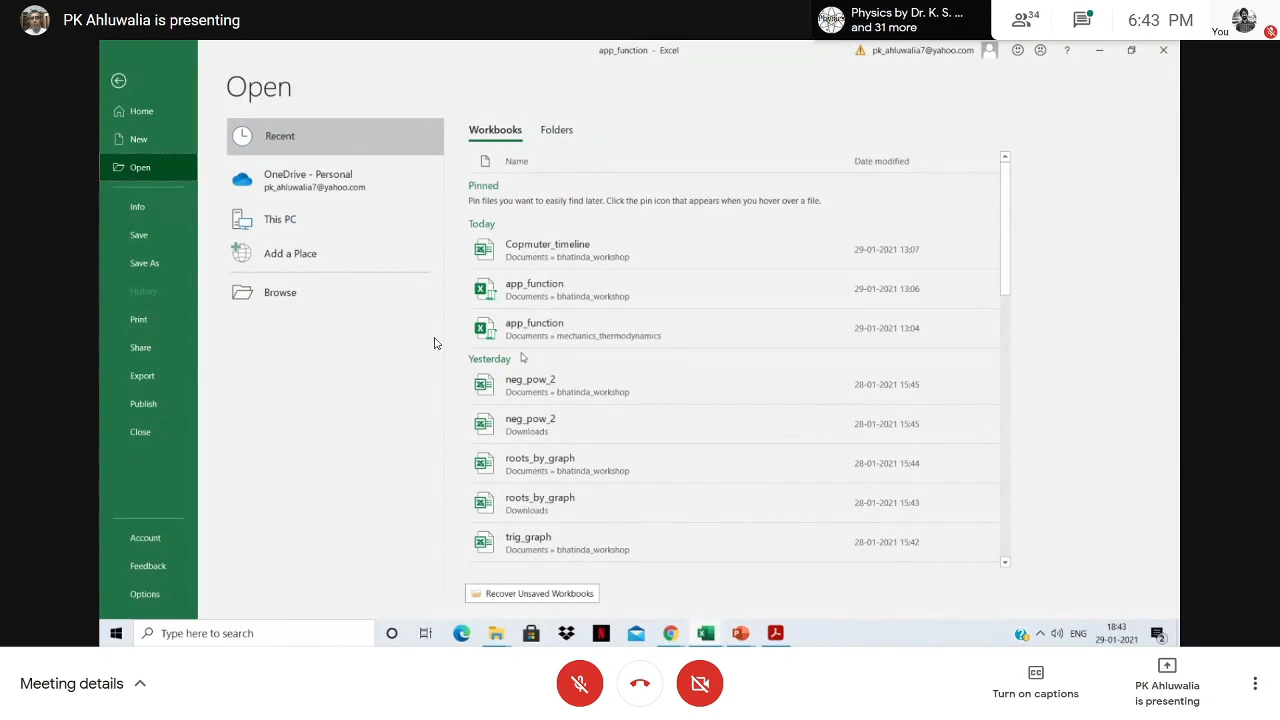 PK Ahluwalia is presenting
Physics by Dr. K. S. ...
and 31 more
34
6:43 PM
You
app_function - Excel
pk_ahluwalia7@yahoo.com
?
Open
Home
New
Open
Info
Save
Save As
History
Print
Share
Export
Publish
Close
Account
Feedback
Options
Recent
OneDrive - Personal
pk_ahluwalia7@yahoo.com
This PC
Add a Place
Browse
Workbooks Folders
Name Date modified
Pinned
Pin files you want to easily find later. Click the pin icon that appears when you hover over a file.
Today
Copmuter_timeline
Documents » bhatinda_workshop
29-01-2021 13:07
app_function
Documents » bhatinda_workshop
29-01-2021 13:06
app_function
Documents » mechanics_thermodynamics
29-01-2021 13:04
Yesterday
neg_pow_2
Documents » bhatinda_workshop
28-01-2021 15:45
neg_pow_2
Downloads
28-01-2021 15:45
roots_by_graph
Documents » bhatinda_workshop
28-01-2021 15:44
roots_by_graph
Downloads
28-01-2021 15:43
trig_graph
Documents » bhatinda_workshop
28-01-2021 15:42
Recover Unsaved Workbooks
Type here to search
ENG
18:43
29-01-2021
2
Meeting details
Turn on captions
PK Ahluwalia
is presenting